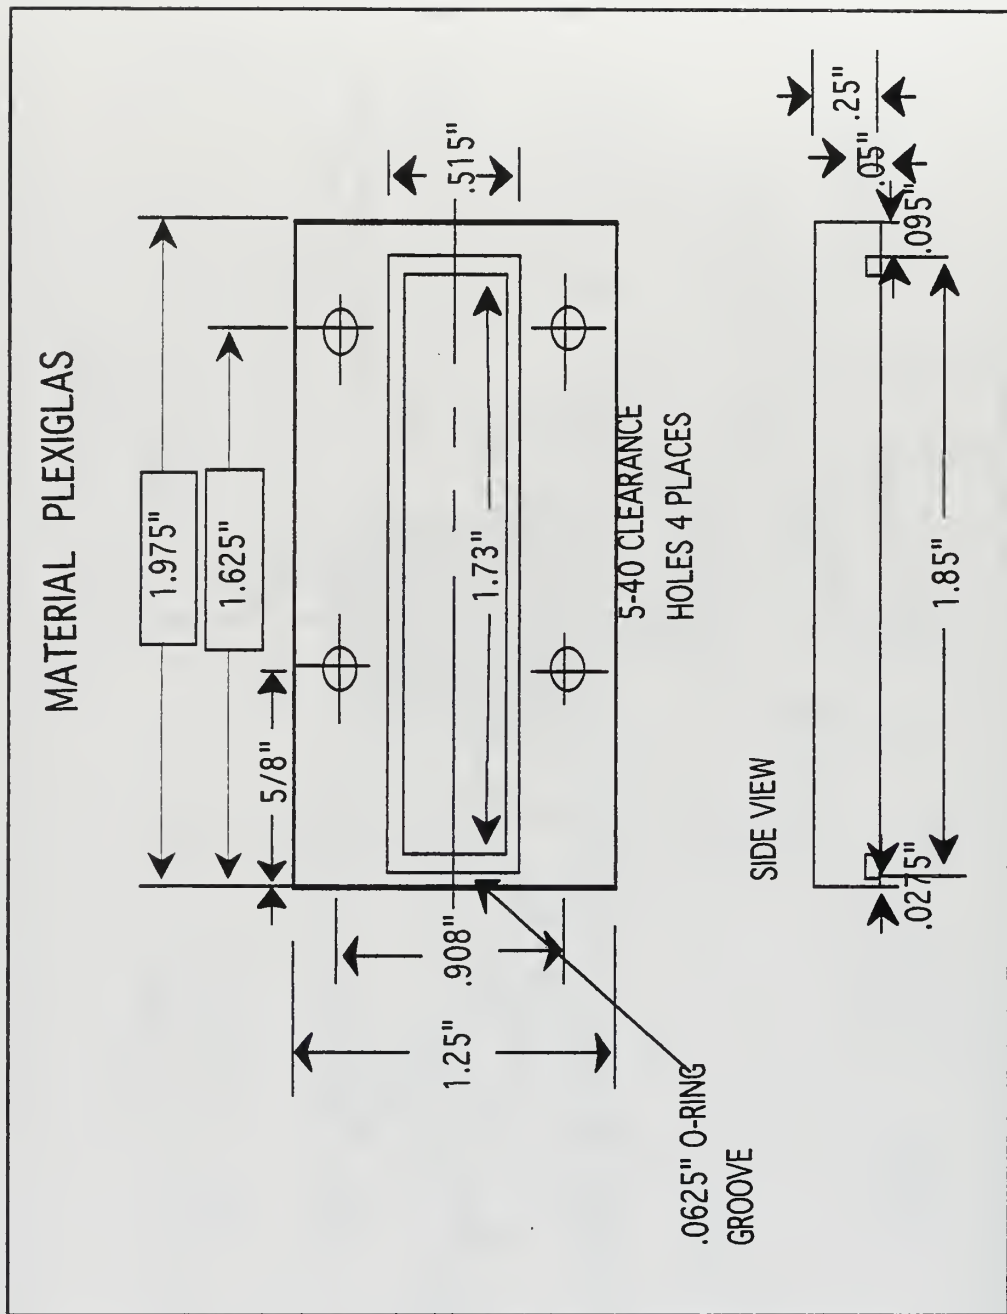 MATERIAL PLEXIGLAS
1.975"
1.625"
5/8"
.515"
1.73"
.908"
1.25"
5-40 CLEARANCE
HOLES 4 PLACES
.0625" O-RING
GROOVE
SIDE VIEW
.25"
.05"
.095"
1.85"
.0275"